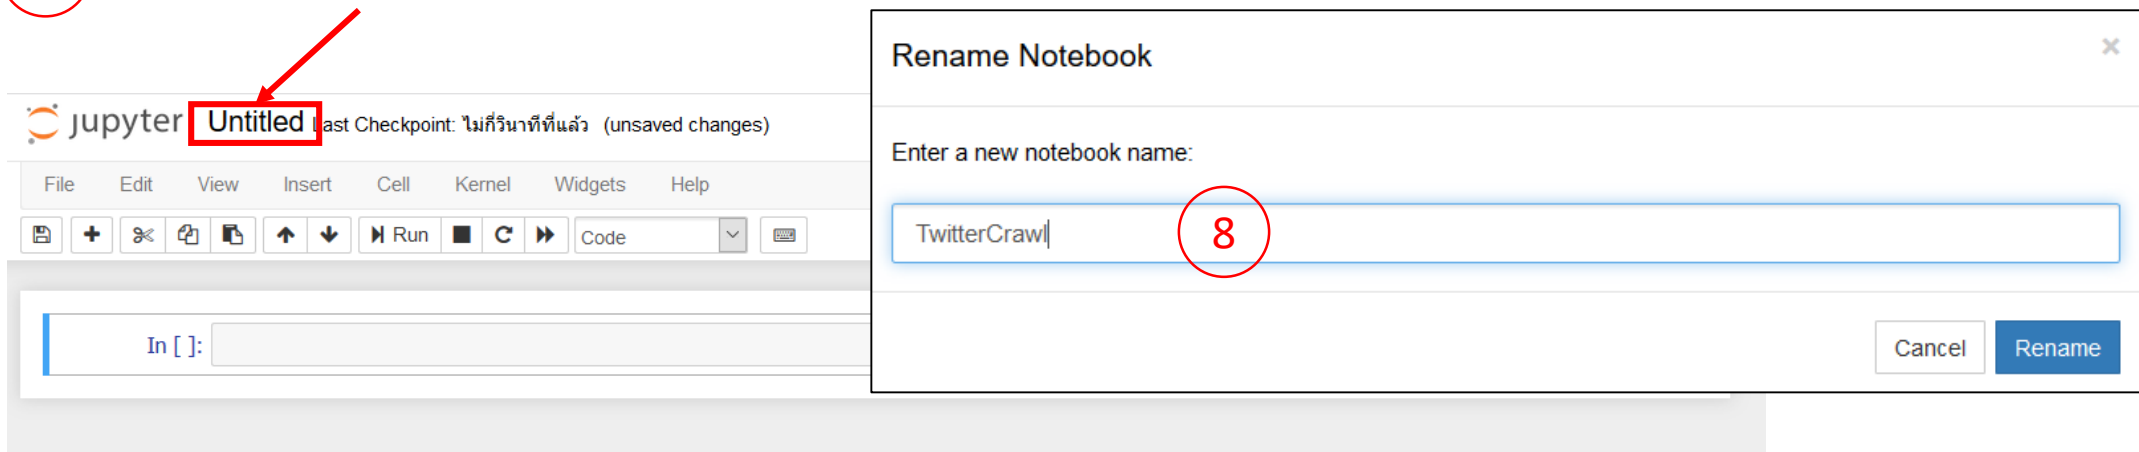 jupyter Untitled Last Checkpoint: ไม่กี่วินาทีที่แล้ว (unsaved changes)
File Edit View Insert Cell Kernel Widgets Help
Run Code
In [ ]:
Rename Notebook
×
Enter a new notebook name:
TwitterCrawl 8
Cancel Rename